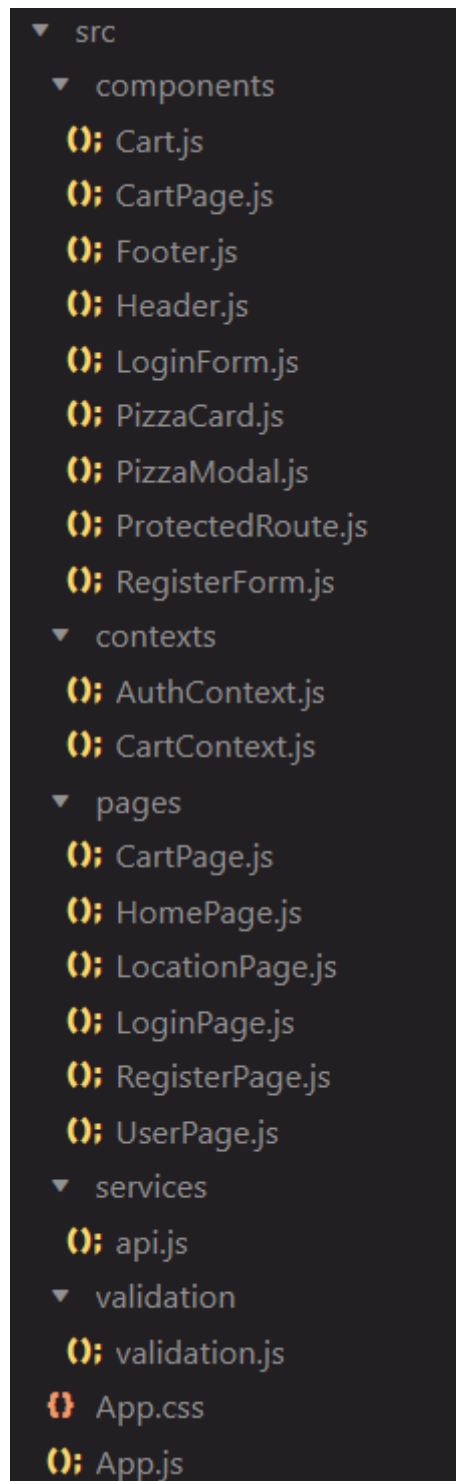 src
components
(); Cart.js
(); CartPage.js
(); Footer.js
(); Header.js
(); LoginForm.js
(); PizzaCard.js
(); PizzaModal.js
(); ProtectedRoute.js
(); RegisterForm.js
contexts
(); AuthContext.js
(); CartContext.js
pages
(); CartPage.js
(); HomePage.js
(); LocationPage.js
(); LoginPage.js
(); RegisterPage.js
(); UserPage.js
services
(); api.js
validation
(); validation.js
{} App.css
(); App.js